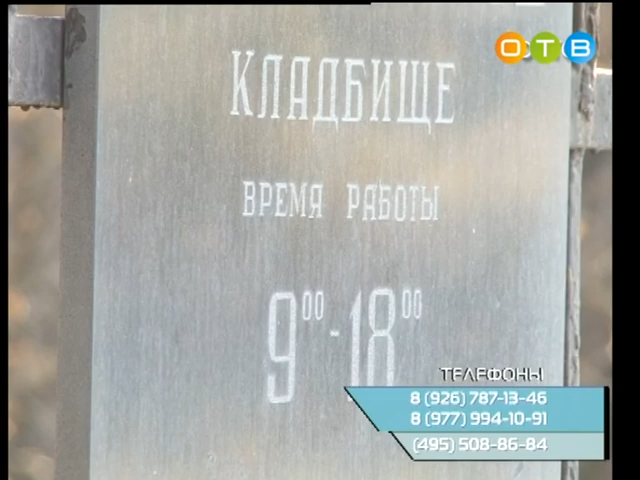 ОТВ
КЛАДБИЩЕ
ВРЕМЯ РАБОТЫ
9⁰⁰-18⁰⁰
ТЕЛЕФОНЫ
8 (926) 787-13-46
8 (977) 994-10-91
(495) 508-86-84